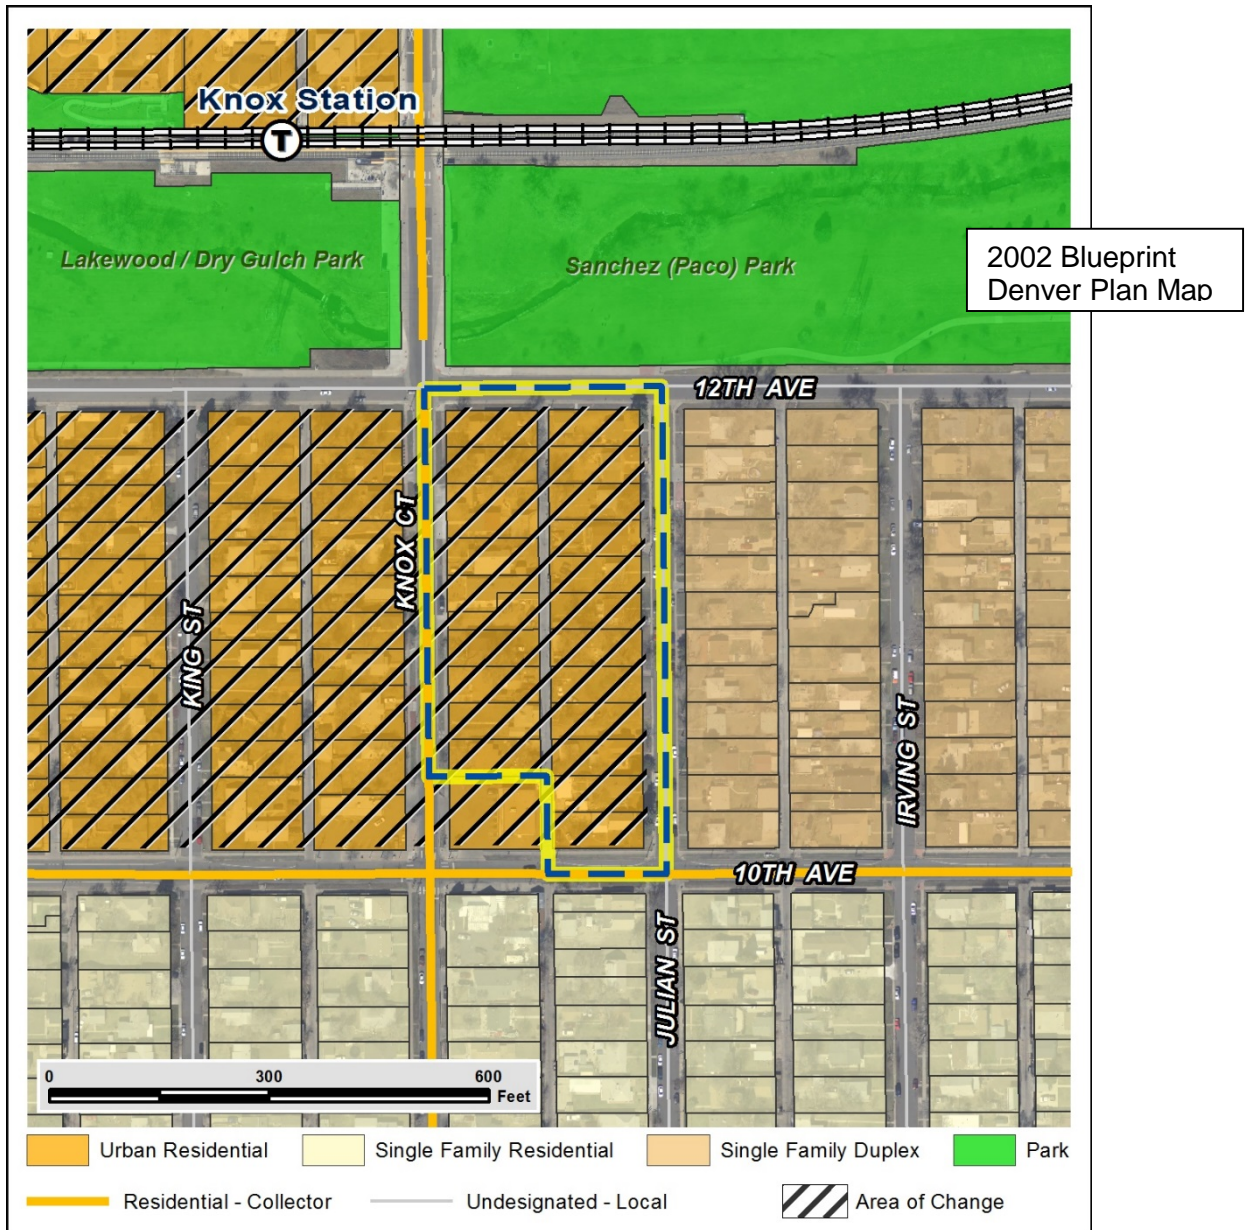 Knox Station
T
Lakewood / Dry Gulch Park
Sanchez (Paco) Park
2002 Blueprint
Denver Plan Map
12TH AVE
KNOX CT
KING ST
IRVING ST
10TH AVE
JULIAN ST
0 300 600
Feet
Urban Residential
Single Family Residential
Single Family Duplex
Park
Residential - Collector
Undesignated - Local
Area of Change